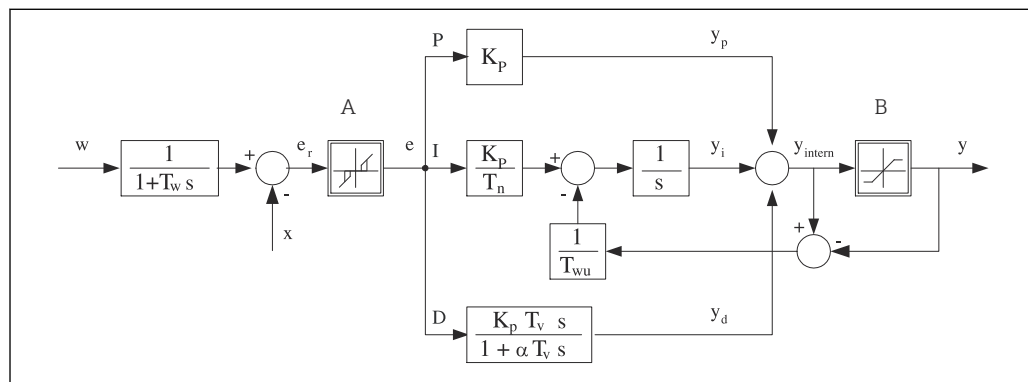 P
y_p
K_P
A
B
w
1
1+T_w s
+
-
e_r
e
I
K_P
T_n
+
-
1
s
y_i
y_intern
y
x
1
T_wu
+
-
D
K_p T_v s
1 + α T_v s
y_d